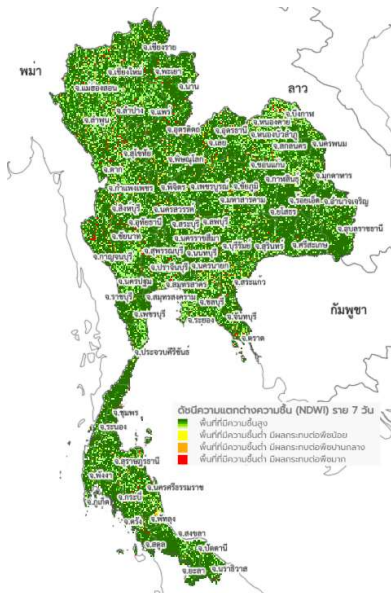 จ.เชียงราย
พม่า
ลาว
จ.เชียงใหม่
จ.พะเยา
จ.แม่ฮ่องสอน
จ.น่าน
จ.ลำปาง
จ.แพร่
จ.บึงกาฬ
จ.ลำพูน
จ.หนองคาย
จ.อุตรดิตถ์
จ.อุดรธานี
จ.หนองบัวลำภู
จ.เลย
จ.สกลนคร
จ.นครพนม
จ.สุโขทัย
จ.พิษณุโลก
จ.ขอนแก่น
จ.ตาก
จ.กาฬสินธุ์
จ.มุกดาหาร
จ.กำแพงเพชร
จ.พิจิตร
จ.เพชรบูรณ์
จ.ชัยภูมิ
จ.มหาสารคาม
จ.ร้อยเอ็ด
จ.อำนาจเจริญ
จ.สิงห์บุรี
จ.นครสวรรค์
จ.ยโสธร
จ.อุทัยธานี
จ.สระบุรี
จ.ลพบุรี
จ.อุบลราชธานี
จ.ชัยนาท
จ.นครราชสีมา
จ.บุรีรัมย์
จ.สุรินทร์
จ.ศรีสะเกษ
จ.กาญจนบุรี
จ.สุพรรณบุรี
จ.นนทบุรี
จ.ปราจีนบุรี
จ.นครนายก
จ.นครปฐม
จ.สมุทรสาคร
จ.สระแก้ว
จ.ราชบุรี
จ.สมุทรสงคราม
จ.ชลบุรี
กัมพูชา
จ.เพชรบุรี
จ.ระยอง
จ.จันทบุรี
จ.ตราด
จ.ประจวบคีรีขันธ์
จ.ชุมพร
จ.ระนอง
ดัชนีความแตกต่างความชื้น (NDWI) ราย 7 วัน
พื้นที่ที่มีความชื้นสูง
พื้นที่ที่มีความชื้นต่ำ มีผลกระทบต่อพืชน้อย
พื้นที่ที่มีความชื้นต่ำ มีผลกระทบต่อพืชปานกลาง
พื้นที่ที่มีความชื้นต่ำ มีผลกระทบต่อพืชมาก
จ.สุราษฎร์ธานี
จ.พังงา
จ.นครศรีธรรมราช
จ.กระบี่
จ.ภูเก็ต
จ.ตรัง
จ.พัทลุง
จ.สงขลา
จ.สตูล
จ.ปัตตานี
จ.ยะลา
จ.นราธิวาส